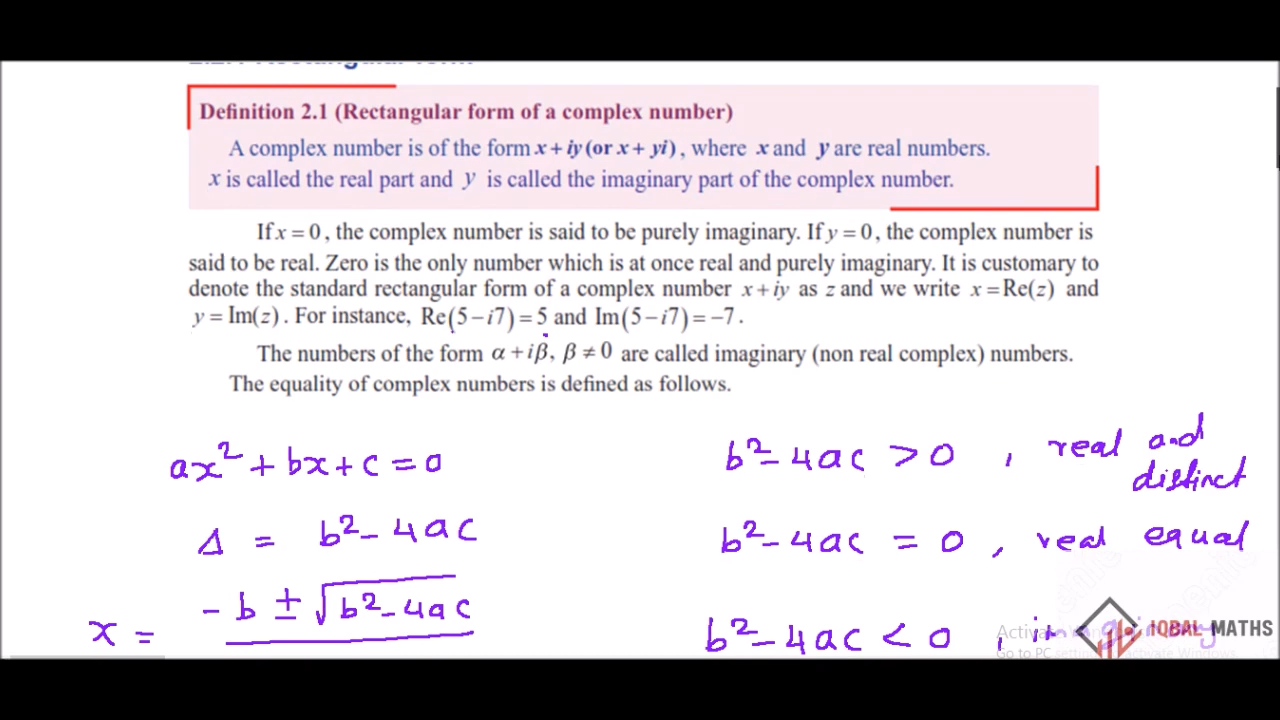 Definition 2.1 (Rectangular form of a complex number)
A complex number is of the form x + iy (or x + yi), where x and y are real numbers.
x is called the real part and y is called the imaginary part of the complex number.
If x = 0, the complex number is said to be purely imaginary. If y = 0, the complex number is
said to be real. Zero is the only number which is at once real and purely imaginary. It is customary to
denote the standard rectangular form of a complex number x + iy as z and we write x = Re(z) and
y = Im(z). For instance, Re(5 − i7) = 5 and Im(5 − i7) = −7.
The numbers of the form α + iβ, β ≠ 0 are called imaginary (non real complex) numbers.
The equality of complex numbers is defined as follows.
ax² + bx + c = 0
Δ = b² − 4ac
x = − b ± √b² − 4ac
b² − 4ac > 0 , real and
distinct
b² − 4ac = 0 , real equal
b² − 4ac < 0 ,
IQBAL MATHS